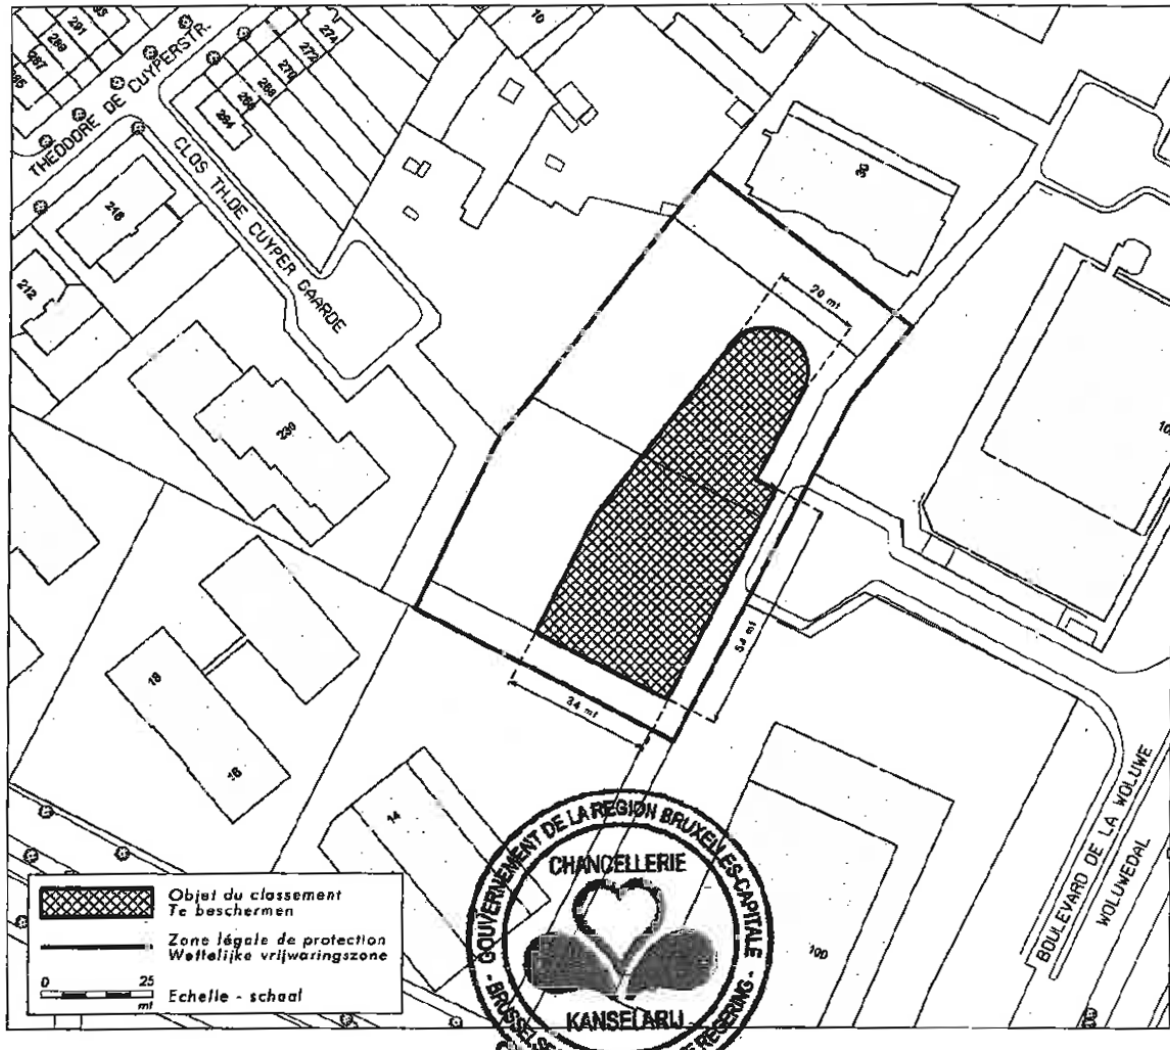 291
289
287
THEODORE DE CUYPERSTR.
274
272
270
268
266
264
10
30
CLOS TH.DE CUYPER GAARDE
246
212
230
20 mt
54 mt
34 mt
18
16
14
100
BOULEVARD DE LA WOLUWE
WOLUWEDAL
GOUVERNEMENT DE LA REGION BRUXELLES-CAPITALE
CHANCELLERIE
KANSELARIJ
Objet du classement
Te beschermen
Zone légale de protection
Wettelijke vrijwaringszone
0 25
mt
Echelle - schaal